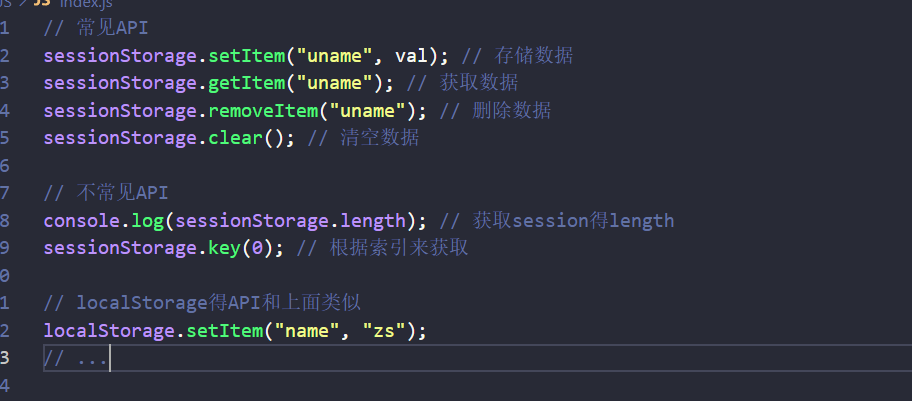 JS index.js
1 // 常见API
2 sessionStorage.setItem("uname", val); // 存储数据
3 sessionStorage.getItem("uname"); // 获取数据
4 sessionStorage.removeItem("uname"); // 删除数据
5 sessionStorage.clear(); // 清空数据
6
7 // 不常见API
8 console.log(sessionStorage.length); // 获取session得length
9 sessionStorage.key(0); // 根据索引来获取
0
1 // localStorage得API和上面类似
2 localStorage.setItem("name", "zs");
3 // ...
4